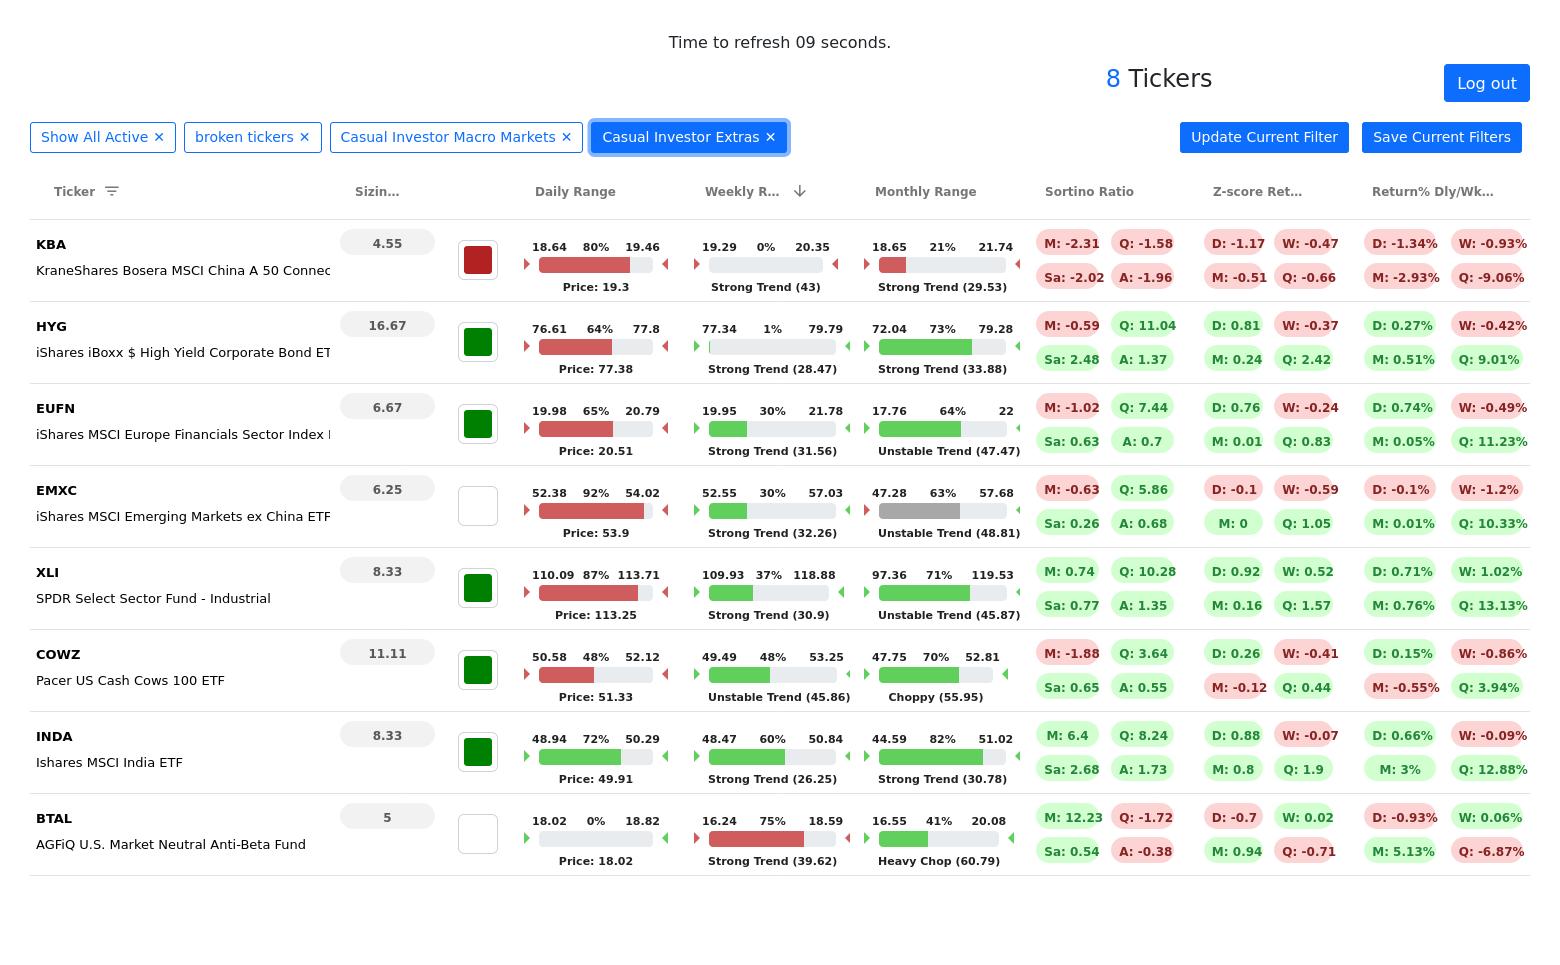 Time to refresh 09 seconds.
8 Tickers
Log out
Show All Active ✕ broken tickers ✕ Casual Investor Macro Markets ✕ Casual Investor Extras ✕ Update Current Filter Save Current Filters
Ticker Sizin... Daily Range Weekly R... Monthly Range Sortino Ratio Z-score Ret... Return% Dly/Wk...
KBA 4.55 18.64 80% 19.46 19.29 0% 20.35 18.65 21% 21.74 M: -2.31 Q: -1.58 D: -1.17 W: -0.47 D: -1.34% W: -0.93%
KraneShares Bosera MSCI China A 50 Connec Price: 19.3 Strong Trend (43) Strong Trend (29.53) Sa: -2.02 A: -1.96 M: -0.51 Q: -0.66 M: -2.93% Q: -9.06%
HYG 16.67 76.61 64% 77.8 77.34 1% 79.79 72.04 73% 79.28 M: -0.59 Q: 11.04 D: 0.81 W: -0.37 D: 0.27% W: -0.42%
iShares iBoxx $ High Yield Corporate Bond ET Price: 77.38 Strong Trend (28.47) Strong Trend (33.88) Sa: 2.48 A: 1.37 M: 0.24 Q: 2.42 M: 0.51% Q: 9.01%
EUFN 6.67 19.98 65% 20.79 19.95 30% 21.78 17.76 64% 22 M: -1.02 Q: 7.44 D: 0.76 W: -0.24 D: 0.74% W: -0.49%
iShares MSCI Europe Financials Sector Index Price: 20.51 Strong Trend (31.56) Unstable Trend (47.47) Sa: 0.63 A: 0.7 M: 0.01 Q: 0.83 M: 0.05% Q: 11.23%
EMXC 6.25 52.38 92% 54.02 52.55 30% 57.03 47.28 63% 57.68 M: -0.63 Q: 5.86 D: -0.1 W: -0.59 D: -0.1% W: -1.2%
iShares MSCI Emerging Markets ex China ETF Price: 53.9 Strong Trend (32.26) Unstable Trend (48.81) Sa: 0.26 A: 0.68 M: 0 Q: 1.05 M: 0.01% Q: 10.33%
XLI 8.33 110.09 87% 113.71 109.93 37% 118.88 97.36 71% 119.53 M: 0.74 Q: 10.28 D: 0.92 W: 0.52 D: 0.71% W: 1.02%
SPDR Select Sector Fund - Industrial Price: 113.25 Strong Trend (30.9) Unstable Trend (45.87) Sa: 0.77 A: 1.35 M: 0.16 Q: 1.57 M: 0.76% Q: 13.13%
COWZ 11.11 50.58 48% 52.12 49.49 48% 53.25 47.75 70% 52.81 M: -1.88 Q: 3.64 D: 0.26 W: -0.41 D: 0.15% W: -0.86%
Pacer US Cash Cows 100 ETF Price: 51.33 Unstable Trend (45.86) Choppy (55.95) Sa: 0.65 A: 0.55 M: -0.12 Q: 0.44 M: -0.55% Q: 3.94%
INDA 8.33 48.94 72% 50.29 48.47 60% 50.84 44.59 82% 51.02 M: 6.4 Q: 8.24 D: 0.88 W: -0.07 D: 0.66% W: -0.09%
Ishares MSCI India ETF Price: 49.91 Strong Trend (26.25) Strong Trend (30.78) Sa: 2.68 A: 1.73 M: 0.8 Q: 1.9 M: 3% Q: 12.88%
BTAL 5 18.02 0% 18.82 16.24 75% 18.59 16.55 41% 20.08 M: 12.23 Q: -1.72 D: -0.7 W: 0.02 D: -0.93% W: 0.06%
AGFiQ U.S. Market Neutral Anti-Beta Fund Price: 18.02 Strong Trend (39.62) Heavy Chop (60.79) Sa: 0.54 A: -0.38 M: 0.94 Q: -0.71 M: 5.13% Q: -6.87%